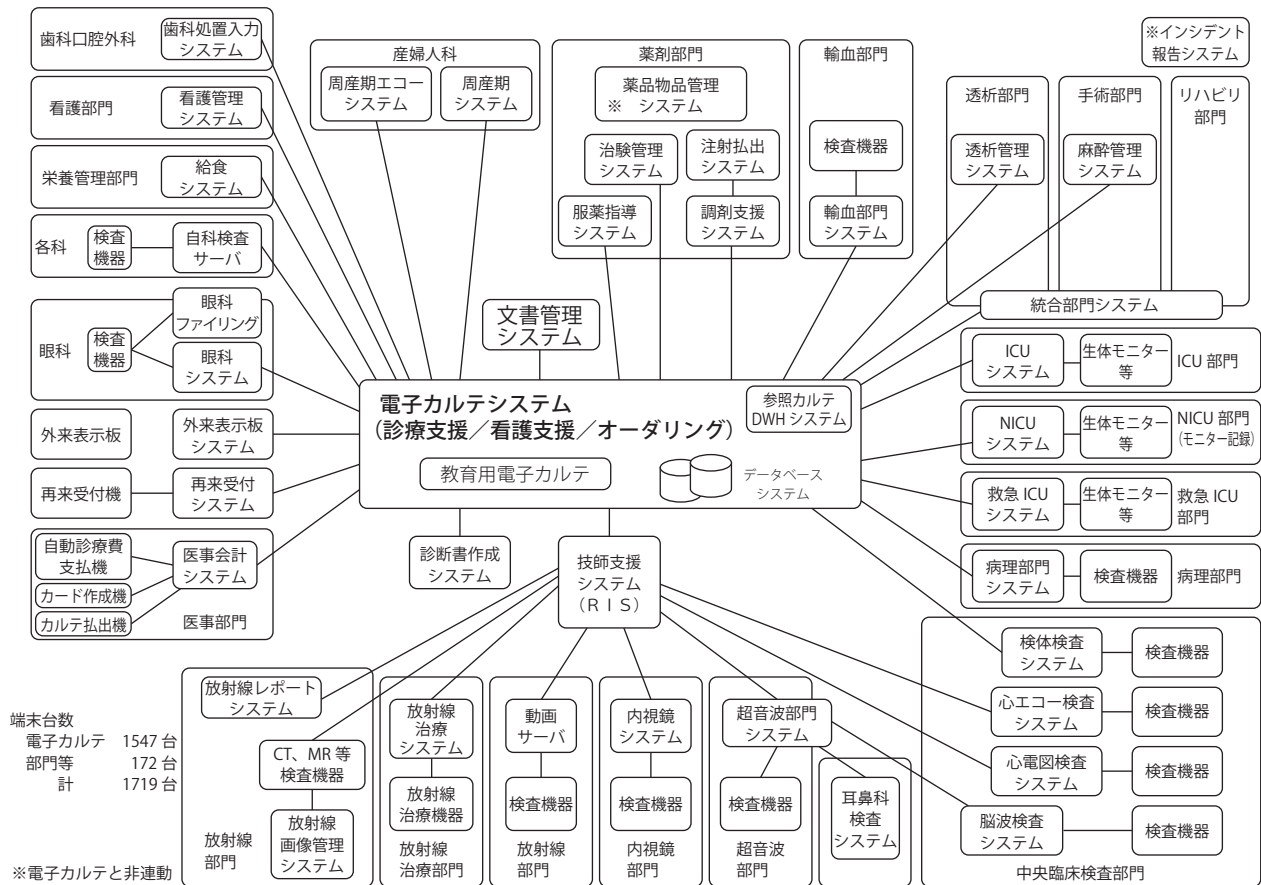 歯科口腔外科
歯科処置入力
システム
看護部門
看護管理
システム
栄養管理部門
給食
システム
各科
検査
機器
自科検査
サーバ
眼科
検査
機器
眼科
ファイリング
眼科
システム
外来表示板
外来表示板
システム
再来受付機
再来受付
システム
自動診療費
支払機
カード作成機
カルテ払出機
医事会計
システム
医事部門
産婦人科
周産期エコー
システム
周産期
システム
薬剤部門
薬品物品管理
※ システム
治験管理
システム
注射払出
システム
服薬指導
システム
調剤支援
システム
輸血部門
検査機器
輸血部門
システム
※インシデント
報告システム
透析部門
透析管理
システム
手術部門
麻酔管理
システム
リハビリ
部門
統合部門システム
文書管理
システム
電子カルテシステム
(診療支援/看護支援/オーダリング)
参照カルテ
DWHシステム
教育用電子カルテ
データベース
システム
ICU
システム
生体モニター
等
ICU 部門
NICU
システム
生体モニター
等
NICU 部門
(モニター記録)
救急 ICU
システム
生体モニター
等
救急 ICU
部門
病理部門
システム
検査機器
病理部門
診断書作成
システム
技師支援
システム
(RIS)
検体検査
システム
検査機器
心エコー検査
システム
検査機器
心電図検査
システム
検査機器
脳波検査
システム
検査機器
中央臨床検査部門
放射線レポート
システム
CT、MR 等
検査機器
放射線
画像管理
システム
放射線
部門
放射線
治療
システム
放射線
治療機器
放射線
治療部門
動画
サーバ
検査機器
放射線
部門
内視鏡
システム
検査機器
内視鏡
部門
超音波部門
システム
検査機器
超音波
部門
耳鼻科
検査
システム
端末台数
電子カルテ 1547 台
部門等 172 台
計 1719 台
※電子カルテと非連動